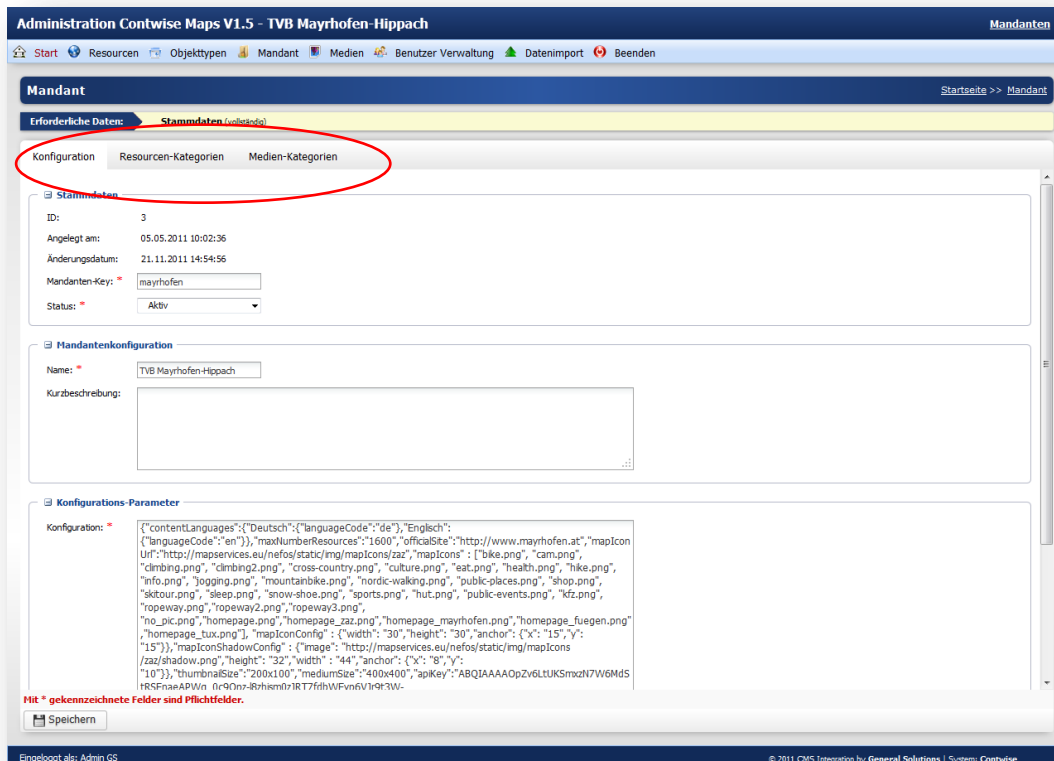 Administration Contwise Maps V1.5 - TVB Mayrhofen-Hippach Mandanten
Start Resourcen Objekttypen Mandant Medien Benutzer Verwaltung Datenimport Beenden
Mandant Startseite >> Mandant
Erforderliche Daten: Stammdaten (vollständig)
Konfiguration Resourcen-Kategorien Medien-Kategorien
Stammdaten
ID: 3
Angelegt am: 05.05.2011 10:02:36
Änderungsdatum: 21.11.2011 14:54:56
Mandanten-Key: * mayrhofen
Status: * Aktiv
Mandantenkonfiguration
Name: * TVB Mayrhofen-Hippach
Kurzbeschreibung:
Konfigurations-Parameter
Konfiguration: * {"contentLanguages":{"Deutsch":{"languageCode":"de"},"Englisch":
{"languageCode":"en"}},"maxNumberResources":"1600","officialSite":"http://www.mayrhofen.at","mapIcon
Url":"http://mapservices.eu/nefos/static/img/mapIcons/zaz","mapIcons" : ["bike.png", "cam.png",
"climbing.png", "climbing2.png", "cross-country.png", "culture.png", "eat.png", "health.png", "hike.png",
"info.png", "jogging.png", "mountainbike.png", "nordic-walking.png", "public-places.png", "shop.png",
"skitour.png", "sleep.png", "snow-shoe.png", "sports.png", "hut.png", "public-events.png", "kfz.png",
"ropeway.png","ropeway2.png","ropeway3.png",
"no_pic.png","homepage.png","homepage_zaz.png","homepage_mayrhofen.png","homepage_fuegen.png"
,"homepage_tux.png"], "mapIconConfig" : {"width": "30","height": "30","anchor": {"x": "15","y":
"15"}},"mapIconShadowConfig" : {"image": "http://mapservices.eu/nefos/static/img/mapIcons
/zaz/shadow.png","height": "32","width" : "44","anchor": {"x": "8","y":
"10"}},"thumbnailSize":"200x100","mediumSize":"400x400","apiKey":"ABQIAAAAOpZv6LtUKSmxzN7W6MdS
Mit * gekennzeichnete Felder sind Pflichtfelder.
Speichern
Eingeloggt als: Admin GS © 2011 CMS Integration by General Solutions | System: Contwise